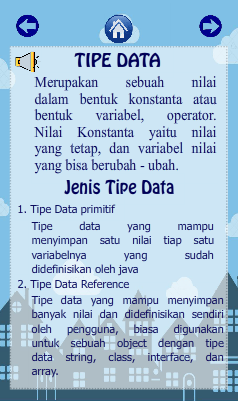 TIPE DATA
Merupakan sebuah nilai
dalam bentuk konstanta atau
bentuk variabel, operator.
Nilai Konstanta yaitu nilai
yang tetap, dan variabel nilai
yang bisa berubah - ubah.
Jenis Tipe Data
1. Tipe Data primitif
Tipe data yang mampu
menyimpan satu nilai tiap satu
variabelnya yang sudah
didefinisikan oleh java
2. Tipe Data Reference
Tipe data yang mampu menyimpan
banyak nilai dan didefinisikan sendiri
oleh pengguna, biasa digunakan
untuk sebuah object dengan tipe
data string, class, interface, dan
array.